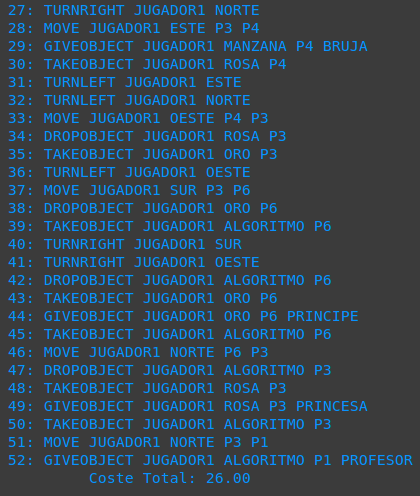 27: TURNRIGHT JUGADOR1 NORTE
28: MOVE JUGADOR1 ESTE P3 P4
29: GIVEOBJECT JUGADOR1 MANZANA P4 BRUJA
30: TAKEOBJECT JUGADOR1 ROSA P4
31: TURNLEFT JUGADOR1 ESTE
32: TURNLEFT JUGADOR1 NORTE
33: MOVE JUGADOR1 OESTE P4 P3
34: DROPOBJECT JUGADOR1 ROSA P3
35: TAKEOBJECT JUGADOR1 ORO P3
36: TURNLEFT JUGADOR1 OESTE
37: MOVE JUGADOR1 SUR P3 P6
38: DROPOBJECT JUGADOR1 ORO P6
39: TAKEOBJECT JUGADOR1 ALGORITMO P6
40: TURNRIGHT JUGADOR1 SUR
41: TURNRIGHT JUGADOR1 OESTE
42: DROPOBJECT JUGADOR1 ALGORITMO P6
43: TAKEOBJECT JUGADOR1 ORO P6
44: GIVEOBJECT JUGADOR1 ORO P6 PRINCIPE
45: TAKEOBJECT JUGADOR1 ALGORITMO P6
46: MOVE JUGADOR1 NORTE P6 P3
47: DROPOBJECT JUGADOR1 ALGORITMO P3
48: TAKEOBJECT JUGADOR1 ROSA P3
49: GIVEOBJECT JUGADOR1 ROSA P3 PRINCESA
50: TAKEOBJECT JUGADOR1 ALGORITMO P3
51: MOVE JUGADOR1 NORTE P3 P1
52: GIVEOBJECT JUGADOR1 ALGORITMO P1 PROFESOR
Coste Total: 26.00